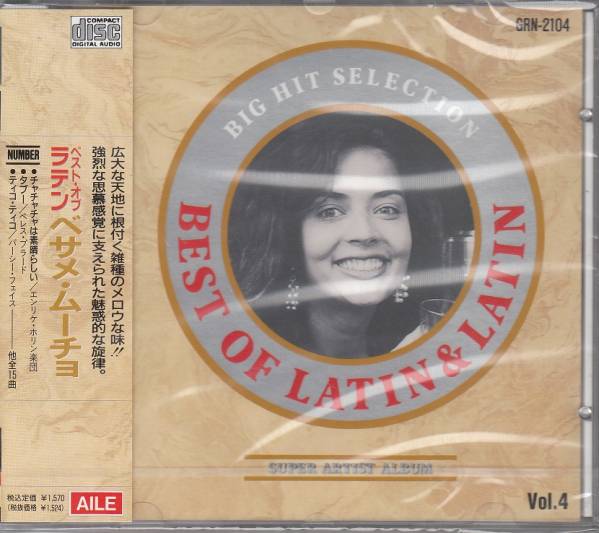 COMPACT
disc
DIGITAL AUDIO
広大な天地に根付く雑種のメロウな味!!
強烈な思慕感覚に支えられた魅惑的な旋律。
ベスト・オブ
ラテン ベサメ・ムーチョ
NUMBER
●チャチャチャは素晴らしい/エンリケ・ホリン楽団
●タブー/ペレス・プラード
●ティコ・ティコ/パーシー・フェイス
他全15曲
税込定価 ¥1,570
(税抜価格 ¥1,524)
AILE
GRN-2104
BIG HIT SELECTION
BEST OF LATIN & LATIN
SUPER ARTIST ALBUM
Vol.4